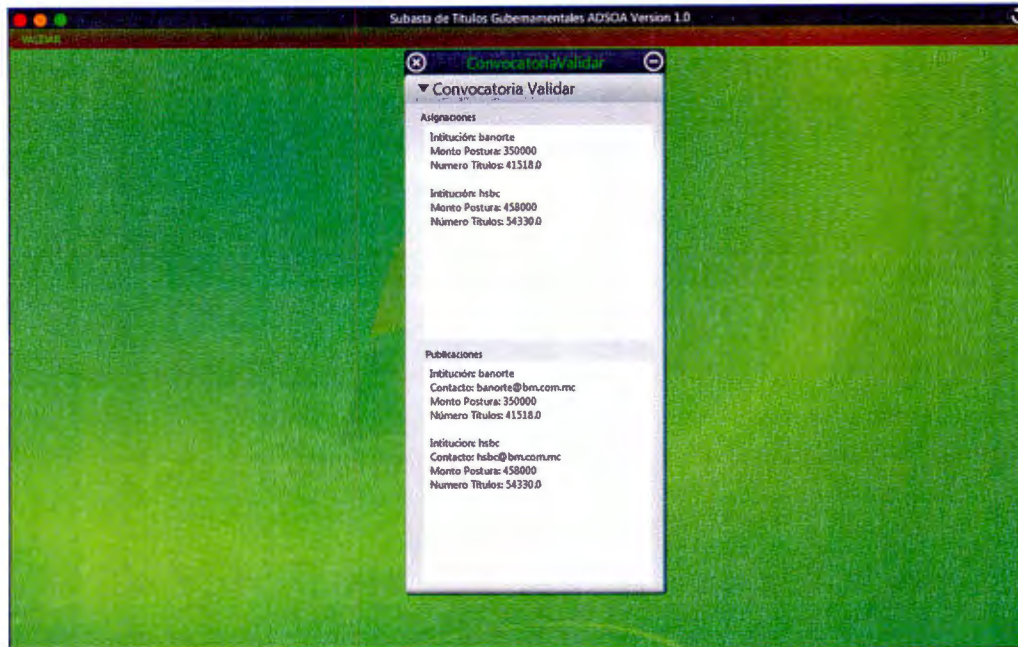 Subasta de Titulos Gubernamentales ADSOA Version 1.0
VALIDAR
ConvocatoriaValidar
Convocatoria Validar
Asignaciones
Intitución: banorte
Monto Postura: 350000
Numero Titulos: 41518.0
Intitución: hsbc
Monto Postura: 458000
Número Titulos: 54330.0
Publicaciones
Intitución: banorte
Contacto: banorte@bm.com.mc
Monto Postura: 350000
Número Titulos: 41518.0
Intitucion: hsbc
Contacto: hsbc@bm.com.mc
Monto Postura: 458000
Numero Titulos: 54330.0